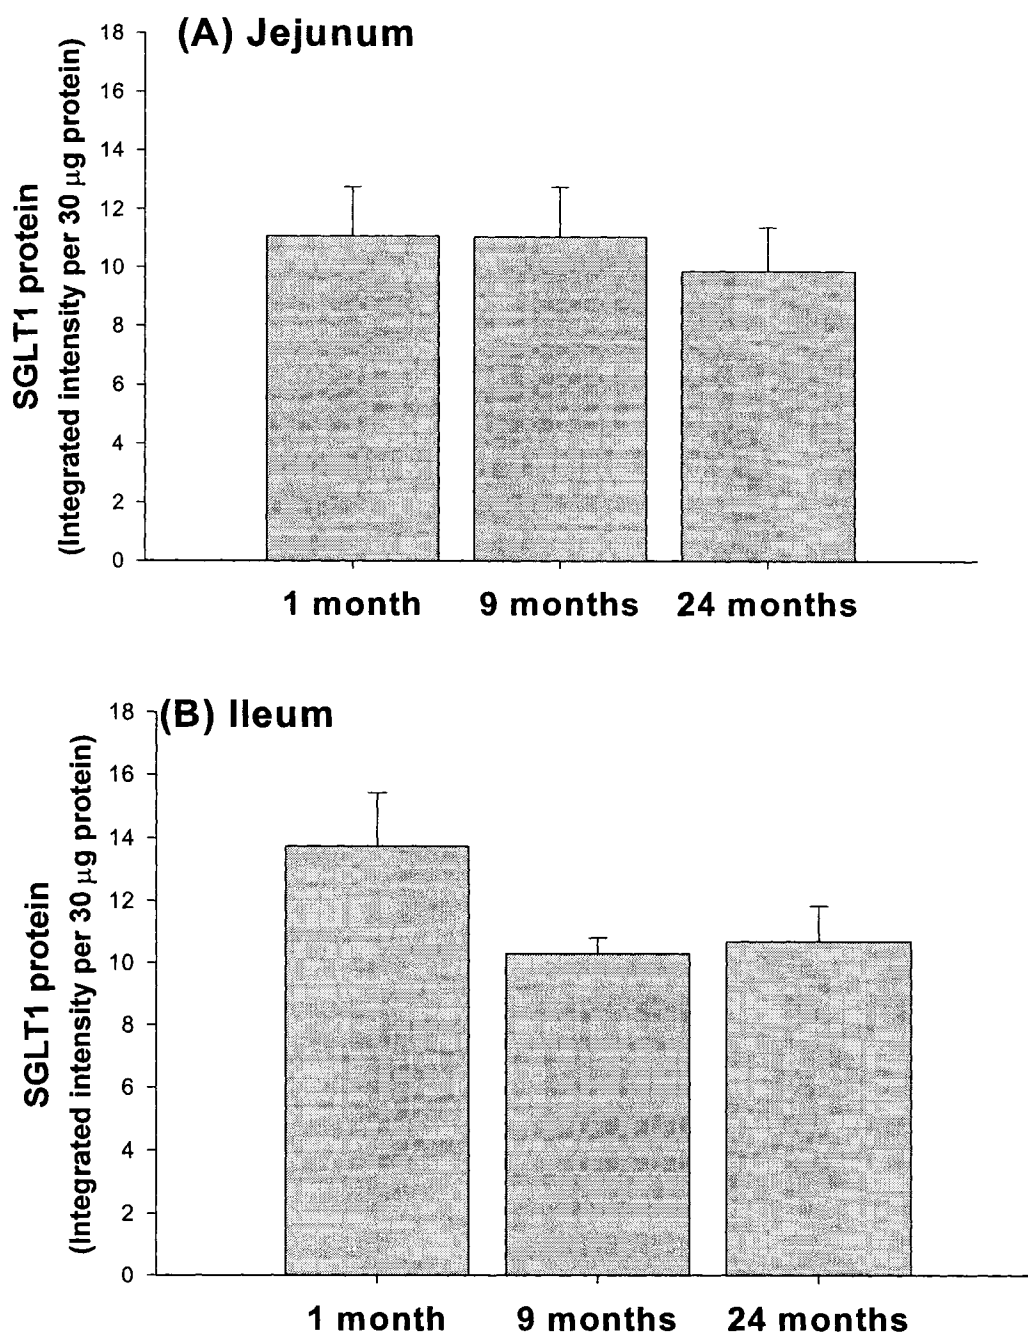 (A) Jejunum
SGLT1 protein
(Integrated intensity per 30 μg protein)
18
16
14
12
10
8
6
4
2
0
1 month 9 months 24 months
(B) Ileum
SGLT1 protein
(Integrated intensity per 30 μg protein)
18
16
14
12
10
8
6
4
2
0
1 month 9 months 24 months